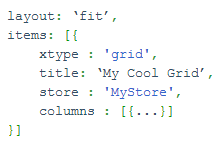 layout: ‘fit’,
items: [{
    xtype : 'grid',
    title: ‘My Cool Grid’,
    store : 'MyStore',
    columns : [{...}]
}]